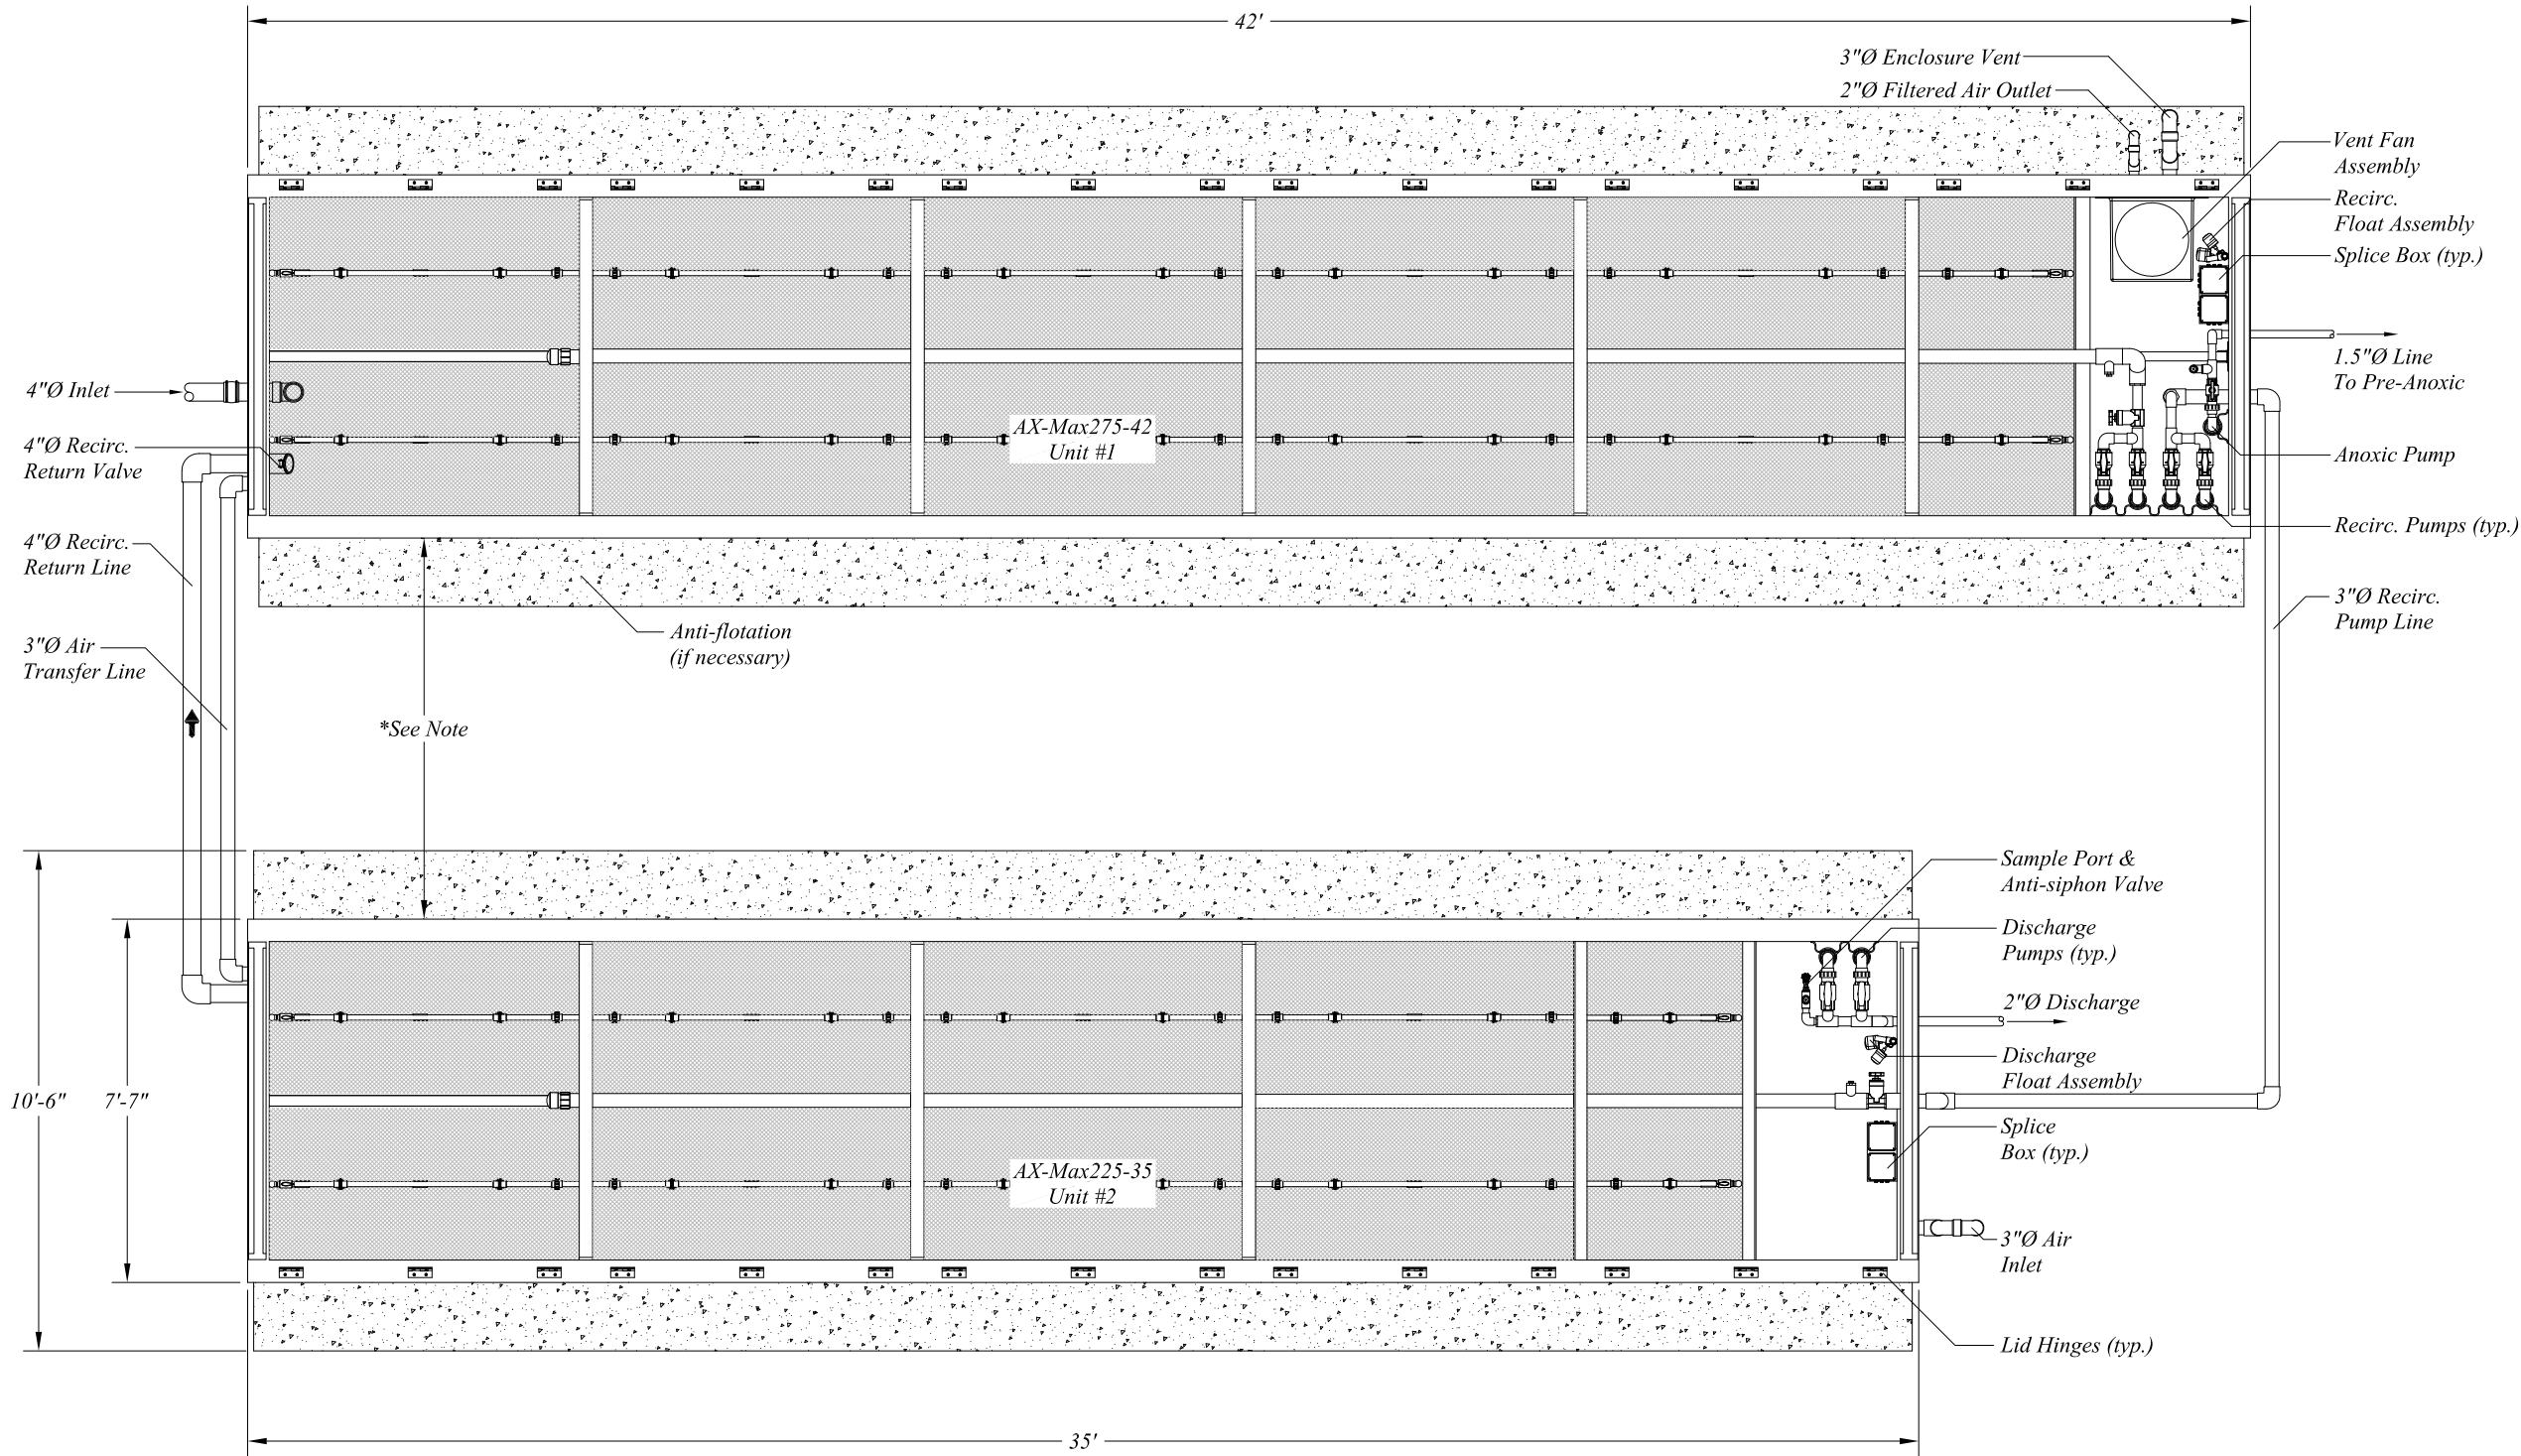 42'
3"Ø Enclosure Vent
2"Ø Filtered Air Outlet
Vent Fan
Assembly
Recirc.
Float Assembly
Splice Box (typ.)
1.5"Ø Line
To Pre-Anoxic
4"Ø Inlet
AX-Max275-42
Unit #1
4"Ø Recirc.
Return Valve
Anoxic Pump
Recirc. Pumps (typ.)
4"Ø Recirc.
Return Line
3"Ø Recirc.
Pump Line
Anti-flotation
(if necessary)
3"Ø Air
Transfer Line
*See Note
Sample Port &
Anti-siphon Valve
Discharge
Pumps (typ.)
2"Ø Discharge
Discharge
Float Assembly
10'-6"
7'-7"
Splice
Box (typ.)
AX-Max225-35
Unit #2
3"Ø Air
Inlet
Lid Hinges (typ.)
35'